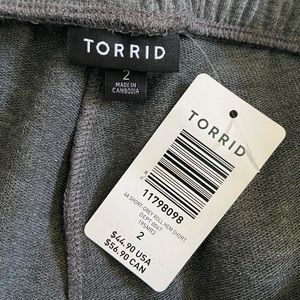 TORRID
2
MADE IN
CAMBODIA
TORRID
11798098
2
$44.90 USA
$56.90 CAN